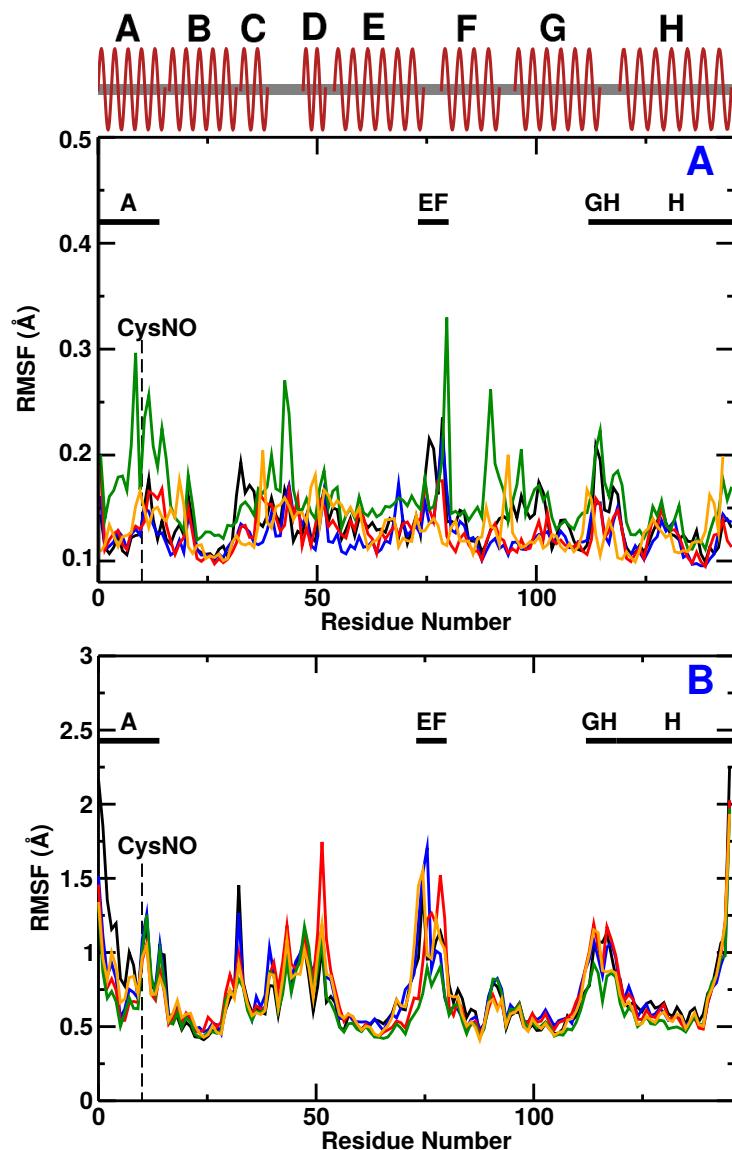 A B C D E F G H
A
0.5
A EF GH H
0.4
CysNO
0.3
0.2
0.1
RMSF (Å)
0 50 100
Residue Number
B
3
A EF GH H
2.5
2
CysNO
1.5
1
0.5
0
RMSF (Å)
0 50 100
Residue Number